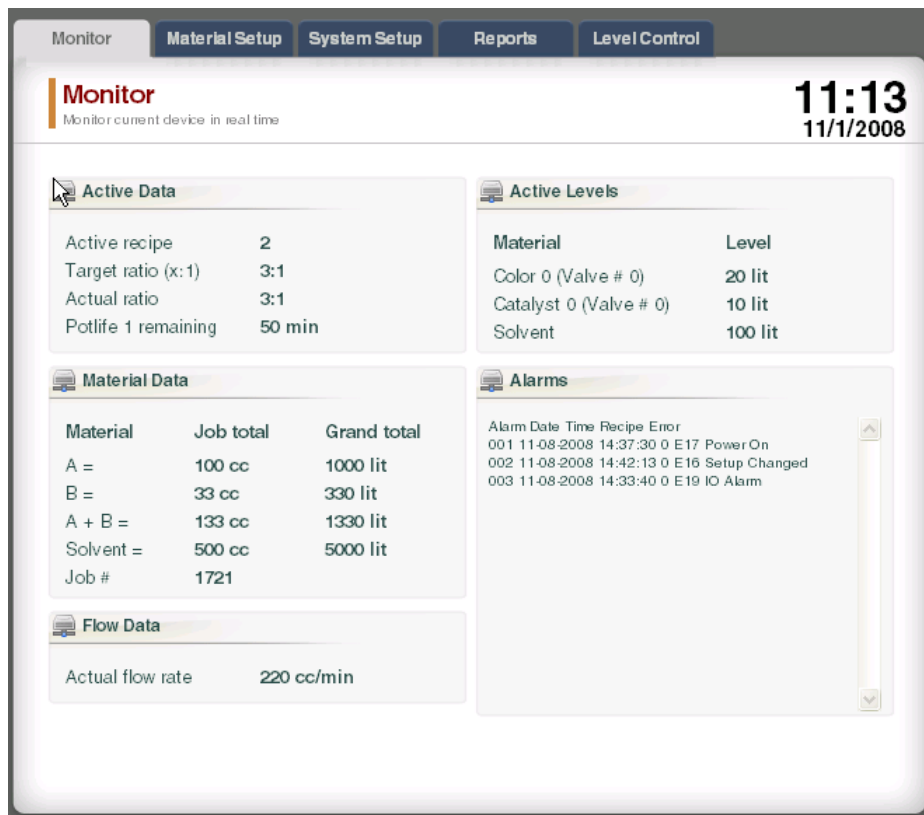 Monitor Material Setup System Setup Reports Level Control
Monitor
Monitor current device in real time
11:13
11/1/2008
Active Data
Active recipe 2
Target ratio (x:1) 3:1
Actual ratio 3:1
Potlife 1 remaining 50 min
Active Levels
Material Level
Color 0 (Valve # 0) 20 lit
Catalyst 0 (Valve # 0) 10 lit
Solvent 100 lit
Material Data
Material Job total Grand total
A = 100 cc 1000 lit
B = 33 cc 330 lit
A + B = 133 cc 1330 lit
Solvent = 500 cc 5000 lit
Job # 1721
Alarms
Alarm Date Time Recipe Error
001 11-08-2008 14:37:30 0 E17 Power On
002 11-08-2008 14:42:13 0 E16 Setup Changed
003 11-08-2008 14:33:40 0 E19 IO Alarm
Flow Data
Actual flow rate 220 cc/min